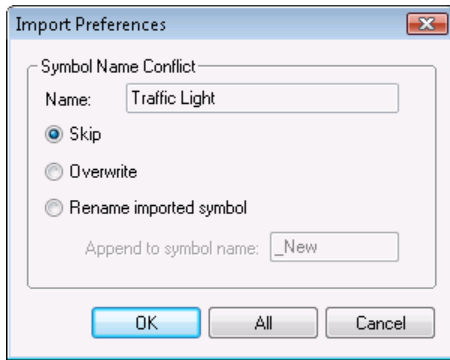 Import Preferences
Symbol Name Conflict
Name: Traffic Light
Skip
Overwrite
Rename imported symbol
Append to symbol name: _New
OK All Cancel